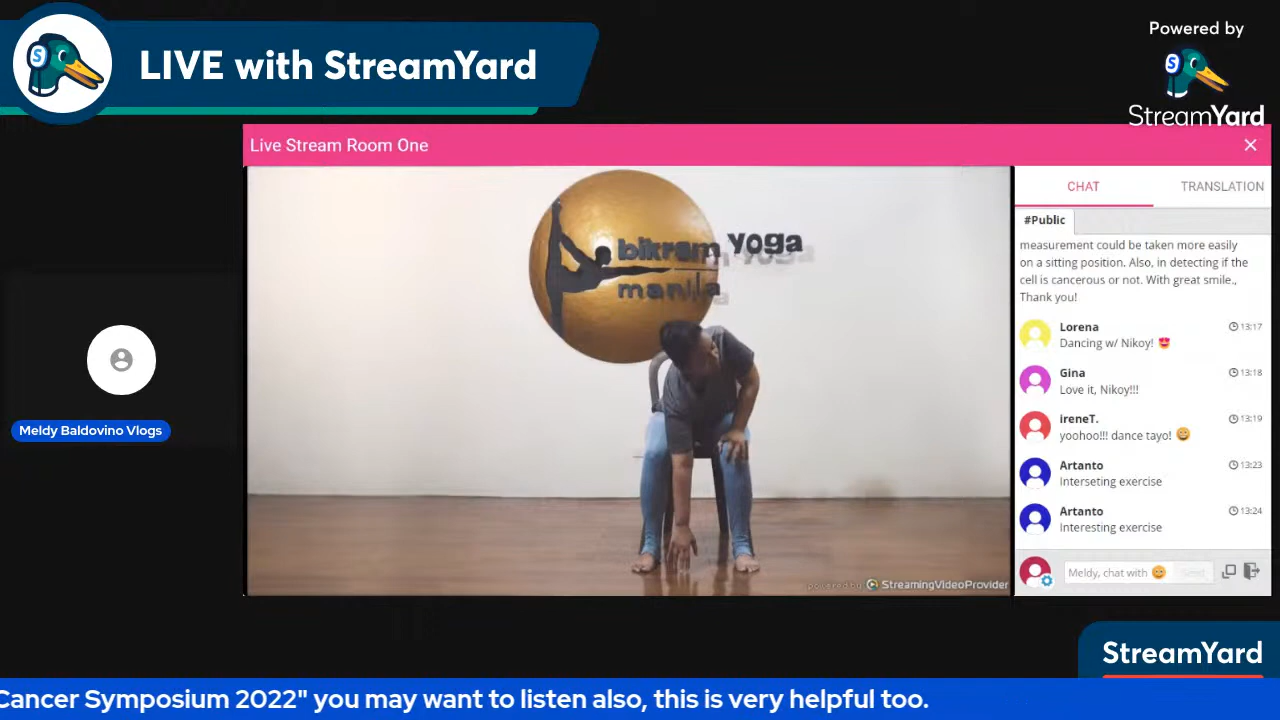 LIVE with StreamYard
Powered by
StreamYard
Live Stream Room One
CHAT
TRANSLATION
#Public
measurement could be taken more easily
on a sitting position. Also, in detecting if the
cell is cancerous or not. With great smile.,
Thank you!
Lorena
13:17
Dancing w/ Nikoy! 😍
Gina
13:18
Love it, Nikoy!!!
ireneT.
13:19
yoohoo!!! dance tayo! 😄
Artanto
13:23
Interseting exercise
Artanto
13:24
Interesting exercise
Meldy, chat with 😄
Send
bikram yoga
manila
powered by StreamingVideoProvider
Meldy Baldovino Vlogs
StreamYard
Cancer Symposium 2022" you may want to listen also, this is very helpful too.